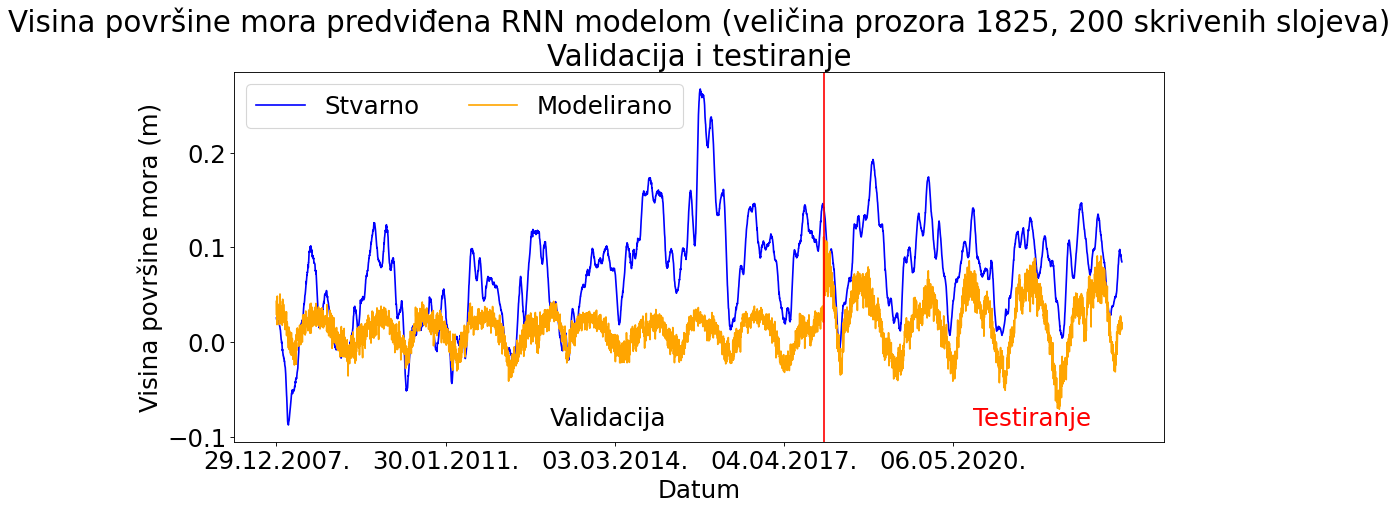 Visina površine mora predviđena RNN modelom (veličina prozora 1825, 200 skrivenih slojeva)
Validacija i testiranje
Stvarno
Modelirano
Visina površine mora (m)
0.2
0.1
0.0
−0.1
Validacija
Testiranje
29.12.2007.
30.01.2011.
03.03.2014.
04.04.2017.
06.05.2020.
Datum